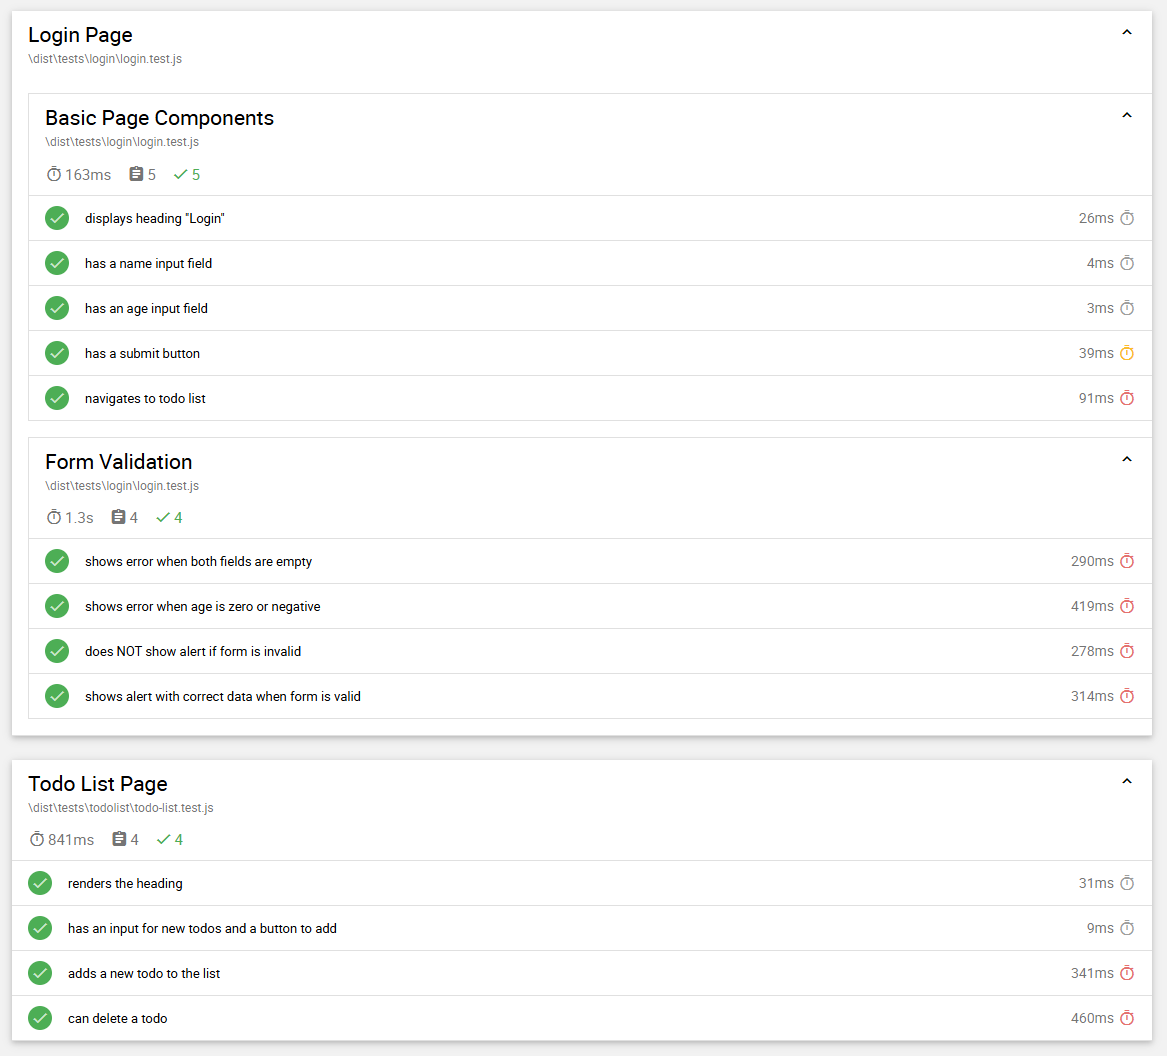 Login Page
\dist\tests\login\login.test.js
Basic Page Components
\dist\tests\login\login.test.js
163ms 5 5
displays heading "Login" 26ms
has a name input field 4ms
has an age input field 3ms
has a submit button 39ms
navigates to todo list 91ms
Form Validation
\dist\tests\login\login.test.js
1.3s 4 4
shows error when both fields are empty 290ms
shows error when age is zero or negative 419ms
does NOT show alert if form is invalid 278ms
shows alert with correct data when form is valid 314ms
Todo List Page
\dist\tests\todolist\todo-list.test.js
841ms 4 4
renders the heading 31ms
has an input for new todos and a button to add 9ms
adds a new todo to the list 341ms
can delete a todo 460ms